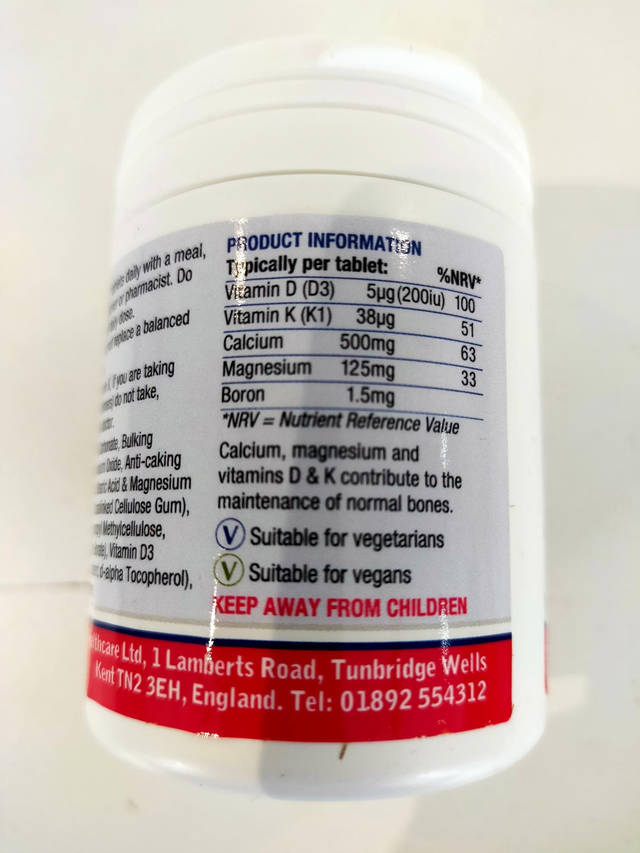 daily with a meal,
or pharmacist. Do
dose.
replace a balanced
if you are taking
do not take,
Bulking
Oxide, Anti-caking
Acid & Magnesium
Cellulose Gum),
Methylcellulose,
Vitamin D3
d-alpha Tocopherol),
PRODUCT INFORMATION
Typically per tablet: %NRV*
Vitamin D (D3) 5µg (200iu) 100
Vitamin K (K1) 38µg 51
Calcium 500mg 63
Magnesium 125mg 33
Boron 1.5mg
*NRV = Nutrient Reference Value
Calcium, magnesium and
vitamins D & K contribute to the
maintenance of normal bones.
V Suitable for vegetarians
V Suitable for vegans
KEEP AWAY FROM CHILDREN
Ltd, 1 Lamberts Road, Tunbridge Wells
Kent TN2 3EH, England. Tel: 01892 554312